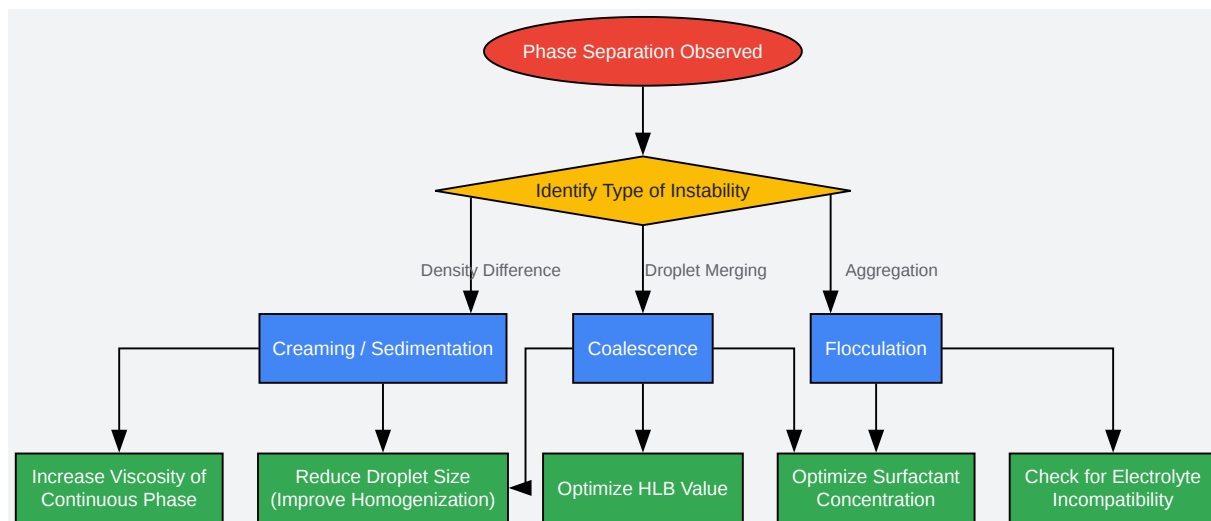 Phase Separation Observed
Identify Type of Instability
Density Difference
Droplet Merging
Aggregation
Creaming / Sedimentation
Coalescence
Flocculation
Increase Viscosity of
Continuous Phase
Reduce Droplet Size
(Improve Homogenization)
Optimize HLB Value
Optimize Surfactant
Concentration
Check for Electrolyte
Incompatibility